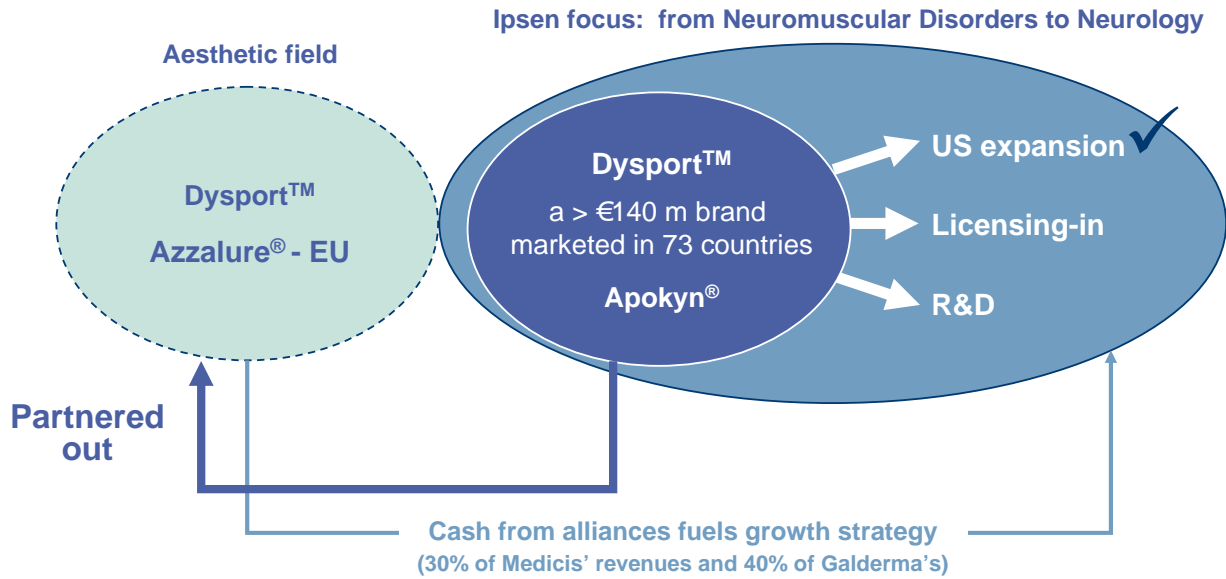 Ipsen focus: from Neuromuscular Disorders to Neurology
Aesthetic field
Dysport™
Azzalure® - EU
Dysport™
a > €140 m brand
marketed in 73 countries
Apokyn®
US expansion
Licensing-in
R&D
Partnered
out
Cash from alliances fuels growth strategy
(30% of Medicis’ revenues and 40% of Galderma’s)